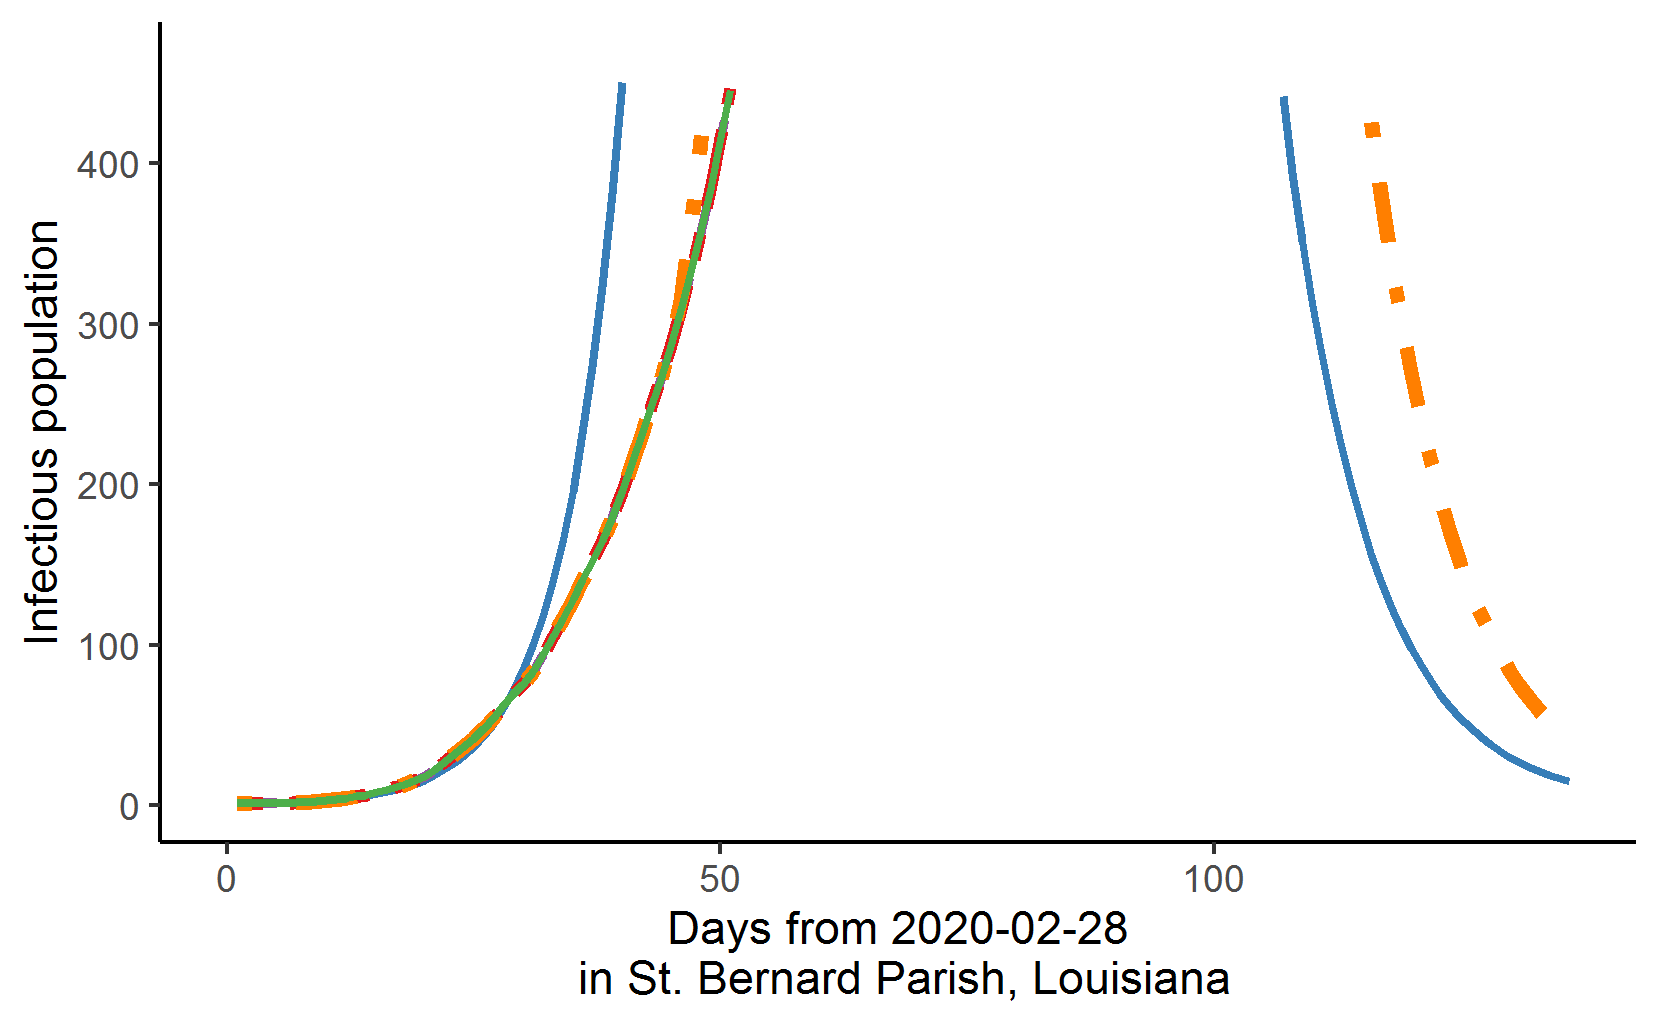 Infectious population
400
300
200
100
0
0 50 100
Days from 2020-02-28
in St. Bernard Parish, Louisiana